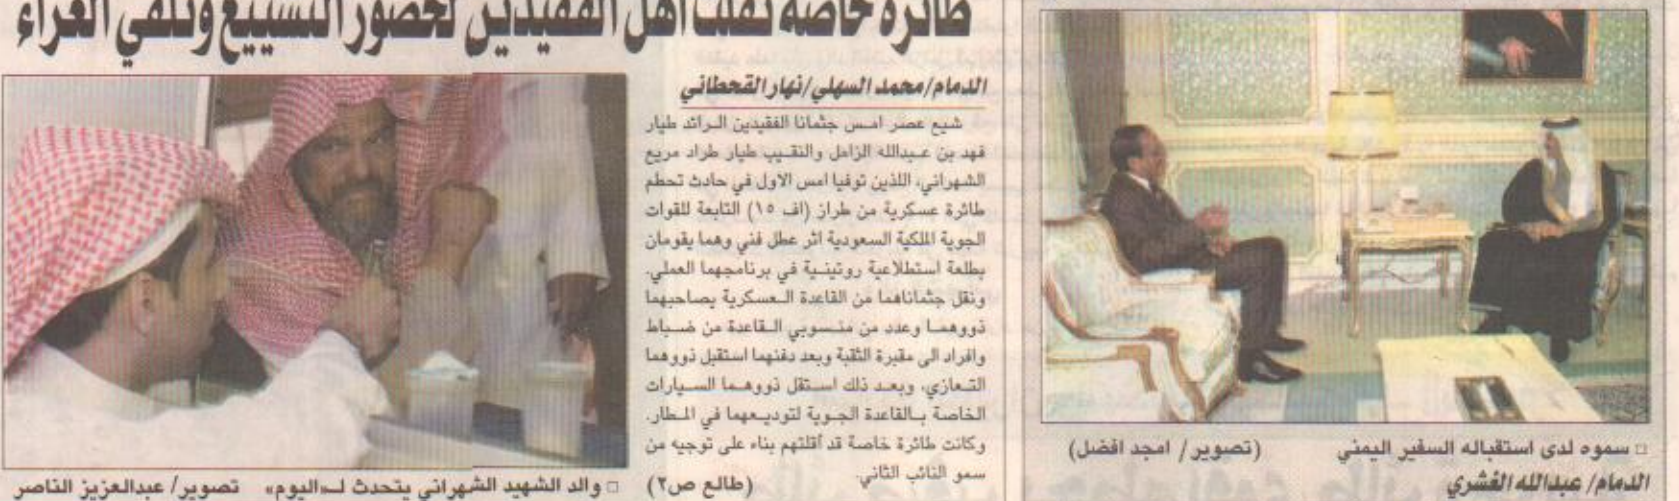 طائرة خاصة نقلت اهل الفقيدين لحضور التشييع وتلقي العزاء
الدمام/محمد السهلي/نهار القحطاني
شيع عصر امس جثمانا الفقيدين الرائد طيار
فهد بن عبدالله الزامل والنقيب طيار طراد مريع
الشهراني، اللذين توفيا امس الاول في حادث تحطم
طائرة عسكرية من طراز (اف ١٥) التابعة للقوات
الجوية الملكية السعودية اثر عطل فني وهما يقومان
بطلعة استطلاعية روتينية في برنامجهما العملي.
ونقل جثماناهما من القاعدة العسكرية يصاحبهما
ذووهما وعدد من منسوبي القاعدة من ضباط
وافراد الى مقبرة الثقبة وبعد دفنهما استقبل ذووهما
التعازي، وبعد ذلك استقل ذووهما السيارات
الخاصة بالقاعدة الجوية لتوديعهما في المطار.
وكانت طائرة خاصة قد أقلتهم بناء على توجيه من
سمو النائب الثاني.
(طالع ص٢)
والد الشهيد الشهراني يتحدث لـ«اليوم» تصوير/ عبدالعزيز الناصر
سموه لدى استقباله السفير اليمني (تصوير/ امجد افضل)
الدمام/ عبدالله الغشري